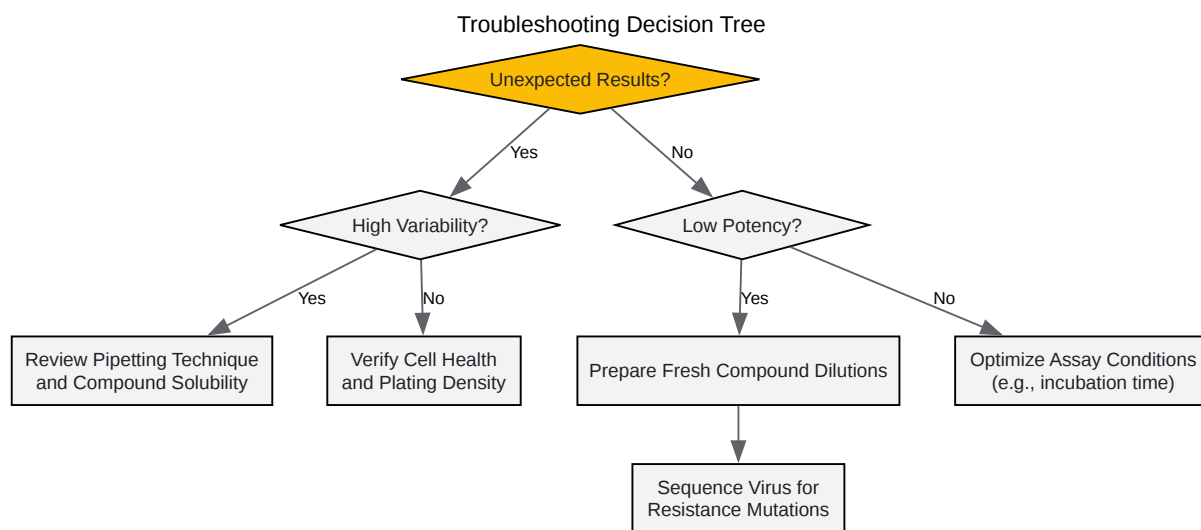 Troubleshooting Decision Tree
Unexpected Results?
Yes
No
High Variability?
Low Potency?
Yes
No
Yes
No
Review Pipetting Technique
and Compound Solubility
Verify Cell Health
and Plating Density
Prepare Fresh Compound Dilutions
Optimize Assay Conditions
(e.g., incubation time)
Sequence Virus for
Resistance Mutations